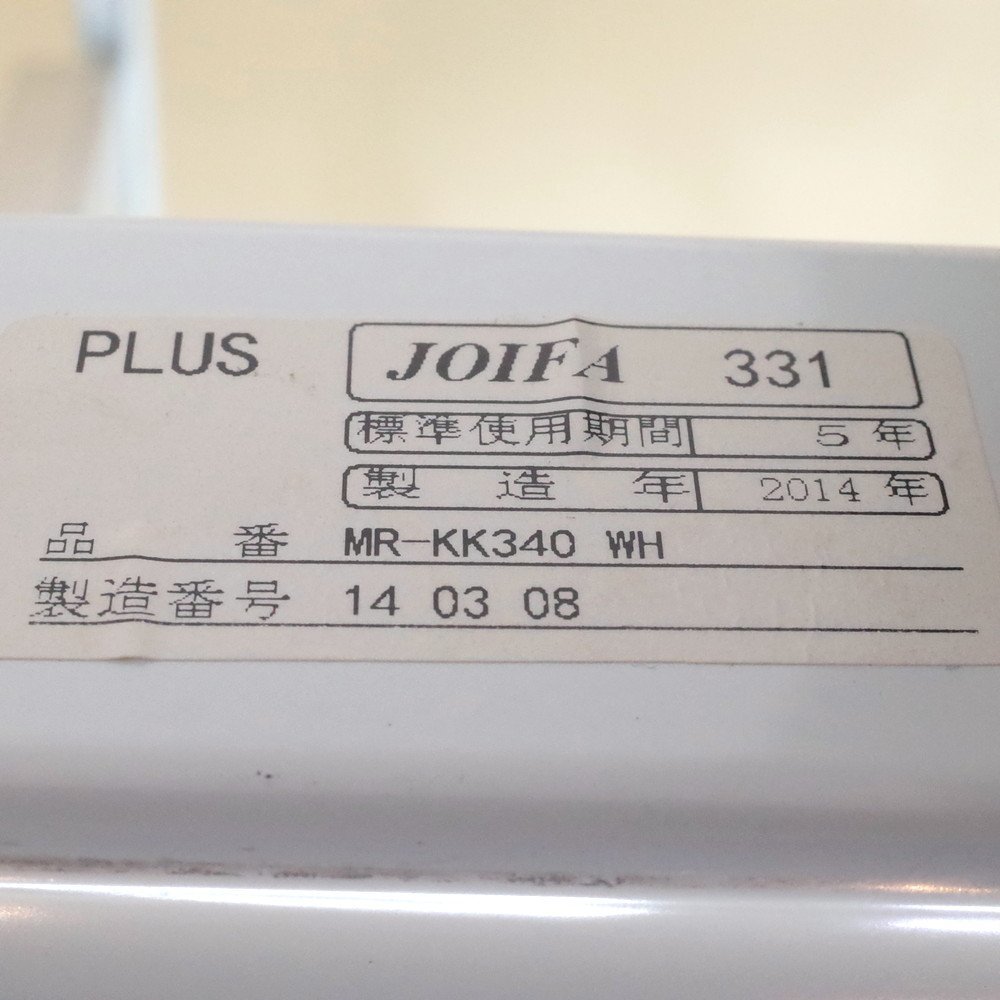 PLUS JOIFA 331
標準使用期間 5年
製造年 2014年
品番 MR-KK340 WH
製造番号 14 03 08